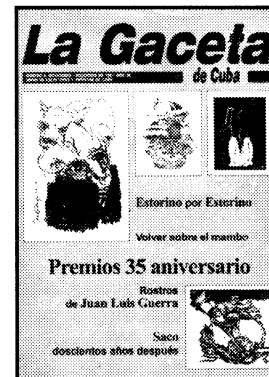 La Gaceta
de Cuba
Estorino por Estorino
Volver sobre el mambo
Premios 35 aniversario
Rostros
de Juan Luis Guerra
Saco
doscientos años después